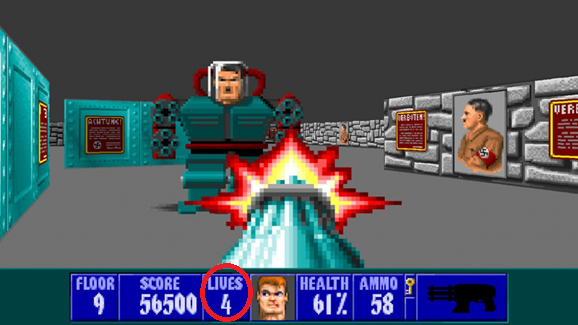 ACHTUNG!
VERBOTEN!
VERB
FLOOR SCORE LIVES HEALTH AMMO
9 56500 4 61% 58